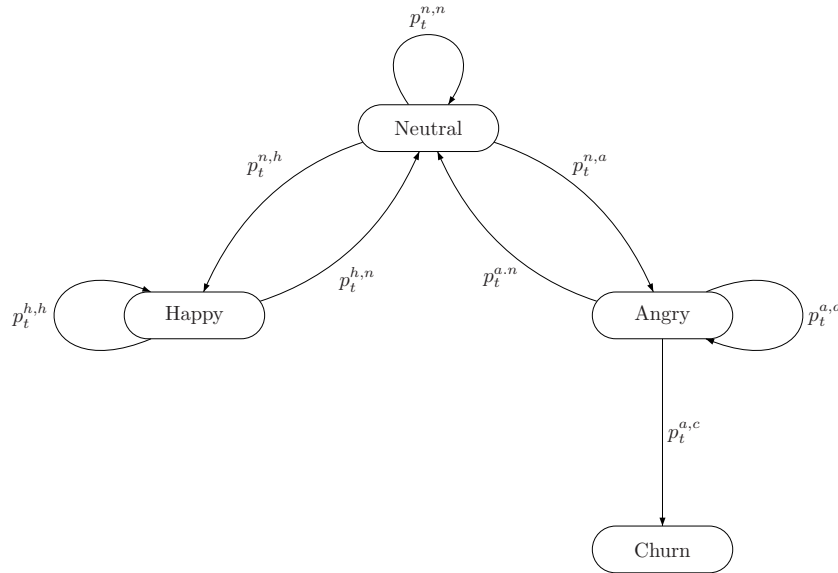 p_t^{n,n}
Neutral
p_t^{n,h}
p_t^{n,a}
p_t^{h,n}
p_t^{a.n}
p_t^{h,h}
Happy
Angry
p_t^{a,a}
p_t^{a,c}
Churn